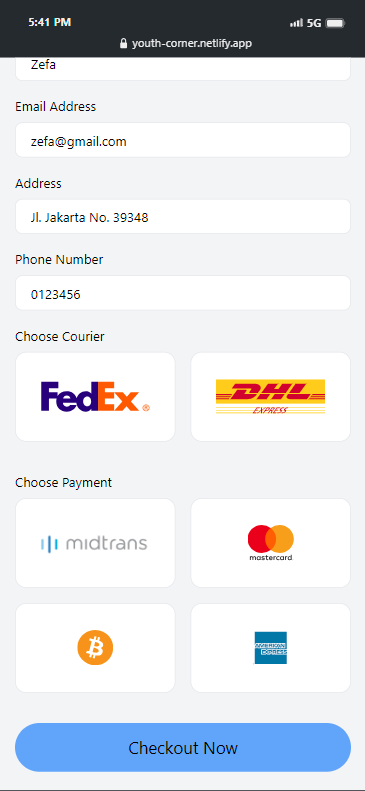 5:41 PM
5G
youth-corner.netlify.app
Zefa
Email Address
zefa@gmail.com
Address
Jl. Jakarta No. 39348
Phone Number
0123456
Choose Courier
FedEx ®
DHL
EXPRESS
Choose Payment
midtrans
mastercard.
AMERICAN
EXPRESS
Checkout Now